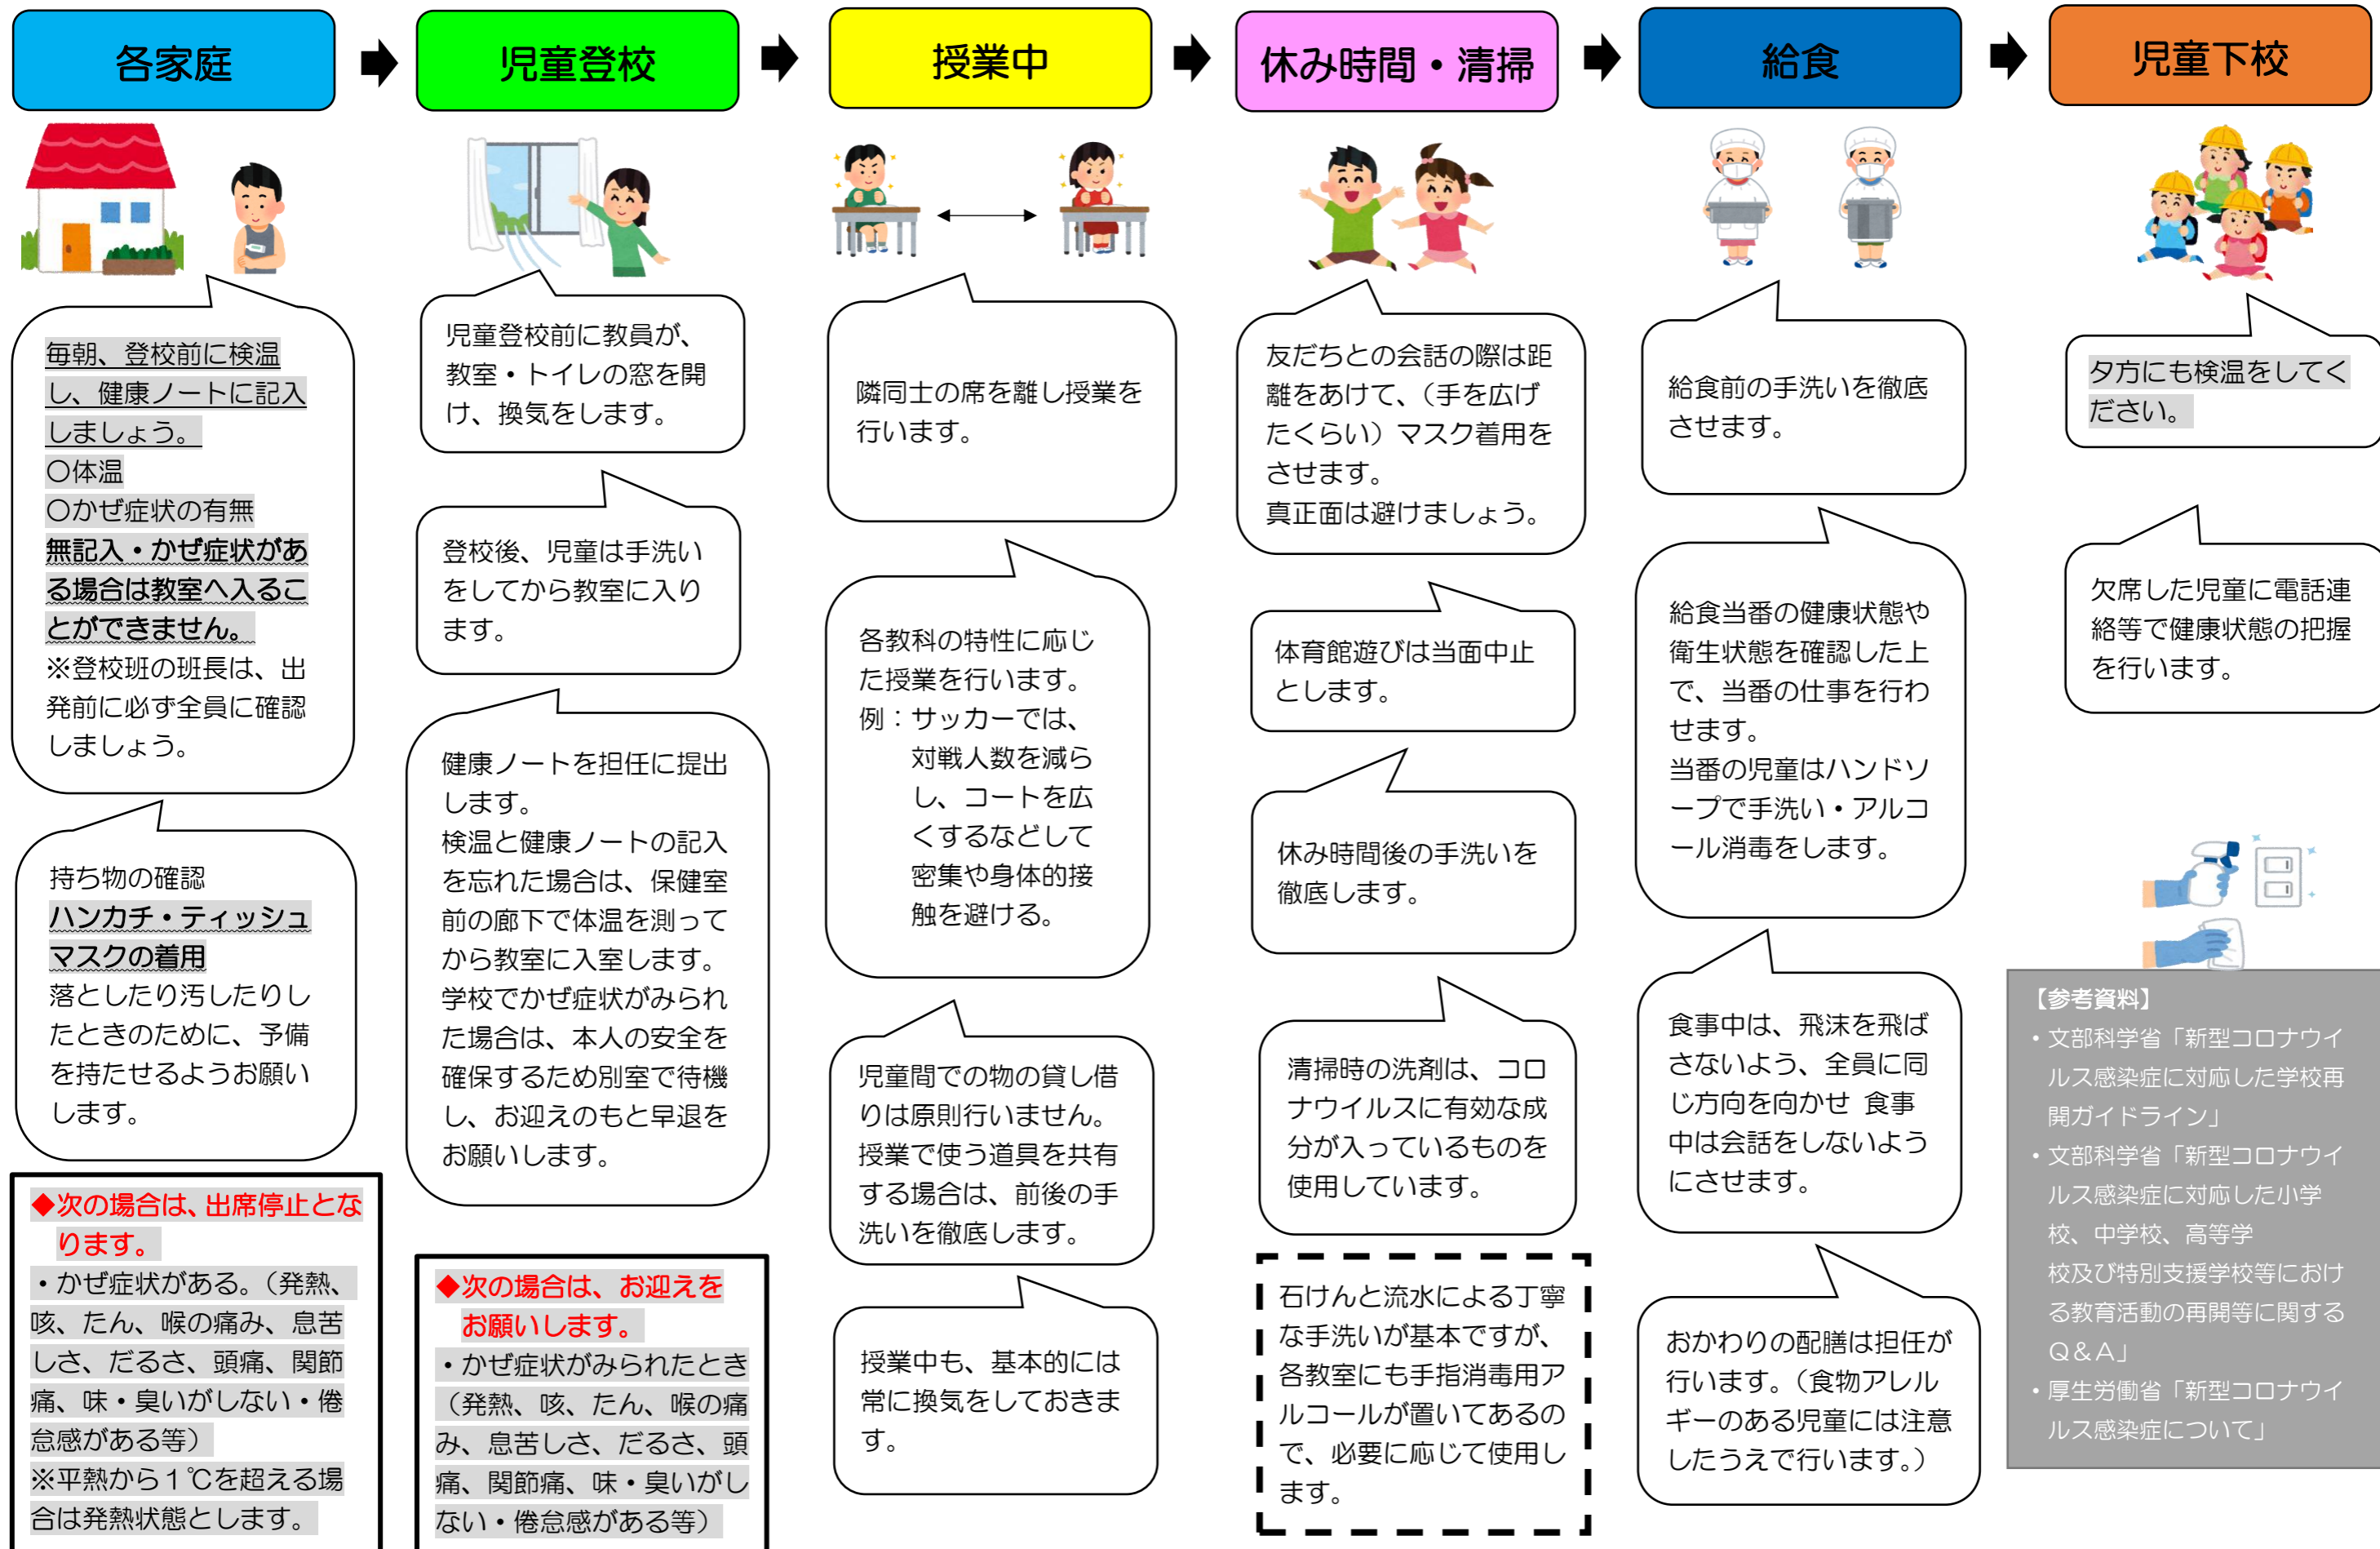 各家庭
児童登校
授業中
休み時間・清掃
給食
児童下校
毎朝、登校前に検温
し、健康ノートに記入
しましょう。
〇体温
〇かぜ症状の有無
無記入・かぜ症状があ
る場合は教室へ入るこ
とができません。
※登校班の班長は、出
発前に必ず全員に確認
しましょう。
持ち物の確認
ハンカチ・ティッシュ
マスクの着用
落としたり汚したりし
たときのために、予備
を持たせるようお願い
します。
◆次の場合は、出席停止とな
ります。
・かぜ症状がある。（発熱、
咳、たん、喉の痛み、息苦
しさ、だるさ、頭痛、関節
痛、味・臭いがしない・倦
怠感がある等）
※平熱から１℃を超える場
合は発熱状態とします。
児童登校前に教員が、
教室・トイレの窓を開
け、換気をします。
登校後、児童は手洗い
をしてから教室に入り
ます。
健康ノートを担任に提出
します。
検温と健康ノートの記入
を忘れた場合は、保健室
前の廊下で体温を測って
から教室に入室します。
学校でかぜ症状がみられ
た場合は、本人の安全を
確保するため別室で待機
し、お迎えのもと早退を
お願いします。
◆次の場合は、お迎えを
お願いします。
・かぜ症状がみられたとき
（発熱、咳、たん、喉の痛
み、息苦しさ、だるさ、頭
痛、関節痛、味・臭いがし
ない・倦怠感がある等）
隣同士の席を離し授業を
行います。
各教科の特性に応じ
た授業を行います。
例：サッカーでは、
対戦人数を減ら
し、コートを広
くするなどして
密集や身体的接
触を避ける。
児童間での物の貸し借
りは原則行いません。
授業で使う道具を共有
する場合は、前後の手
洗いを徹底します。
授業中も、基本的には
常に換気をしておきま
す。
友だちとの会話の際は距
離をあけて、（手を広げ
たくらい）マスク着用を
させます。
真正面は避けましょう。
体育館遊びは当面中止
とします。
休み時間後の手洗いを
徹底します。
清掃時の洗剤は、コロ
ナウイルスに有効な成
分が入っているものを
使用しています。
石けんと流水による丁寧
な手洗いが基本ですが、
各教室にも手指消毒用ア
ルコールが置いてあるの
で、必要に応じて使用し
ます。
給食前の手洗いを徹底
させます。
給食当番の健康状態や
衛生状態を確認した上
で、当番の仕事を行わ
せます。
当番の児童はハンドソ
ープで手洗い・アルコ
ール消毒をします。
食事中は、飛沫を飛ば
さないよう、全員に同
じ方向を向かせ 食事
中は会話をしないよう
にさせます。
おかわりの配膳は担任が
行います。（食物アレル
ギーのある児童には注意
したうえで行います。）
夕方にも検温をしてく
ださい。
欠席した児童に電話連
絡等で健康状態の把握
を行います。
【参考資料】
・文部科学省「新型コロナウイ
ルス感染症に対応した学校再
開ガイドライン」
・文部科学省「新型コロナウイ
ルス感染症に対応した小学
校、中学校、高等学
校及び特別支援学校等におけ
る教育活動の再開等に関する
Ｑ＆Ａ」
・厚生労働省「新型コロナウイ
ルス感染症について」